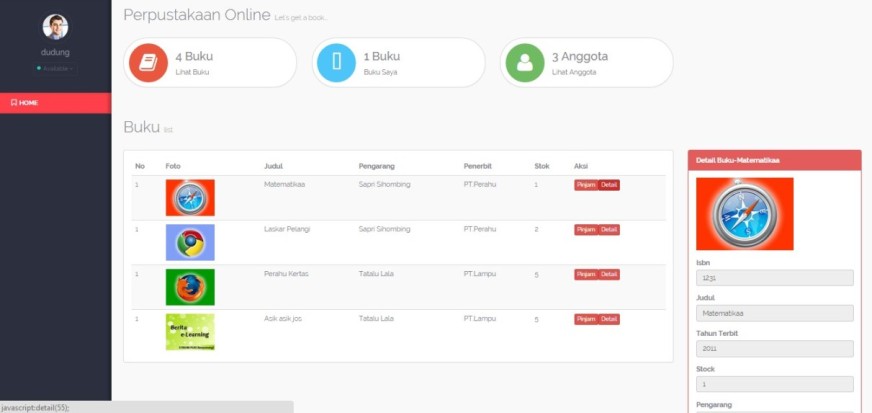 dudung
Available
HOME
Perpustakaan Online Let's get a book...
4 Buku
Lihat Buku
1 Buku
Buku Saya
3 Anggota
Lihat Anggota
Buku list
No Foto Judul Pengarang Penerbit Stok Aksi
1 Matematikaa Sapri Sihombing PT.Perahu 1 Pinjam Detail
1 Laskar Pelangi Sapri Sihombing PT.Perahu 2 Pinjam Detail
1 Perahu Kertas Tatalu Lala PT.Lampu 5 Pinjam Detail
1 Berita e-Learning Asik asik jos Tatalu Lala PT.Lampu 5 Pinjam Detail
Detail Buku-Matematikaa
Isbn
1231
Judul
Matematikaa
Tahun Terbit
2011
Stock
1
Pengarang
javascript:detail(55);